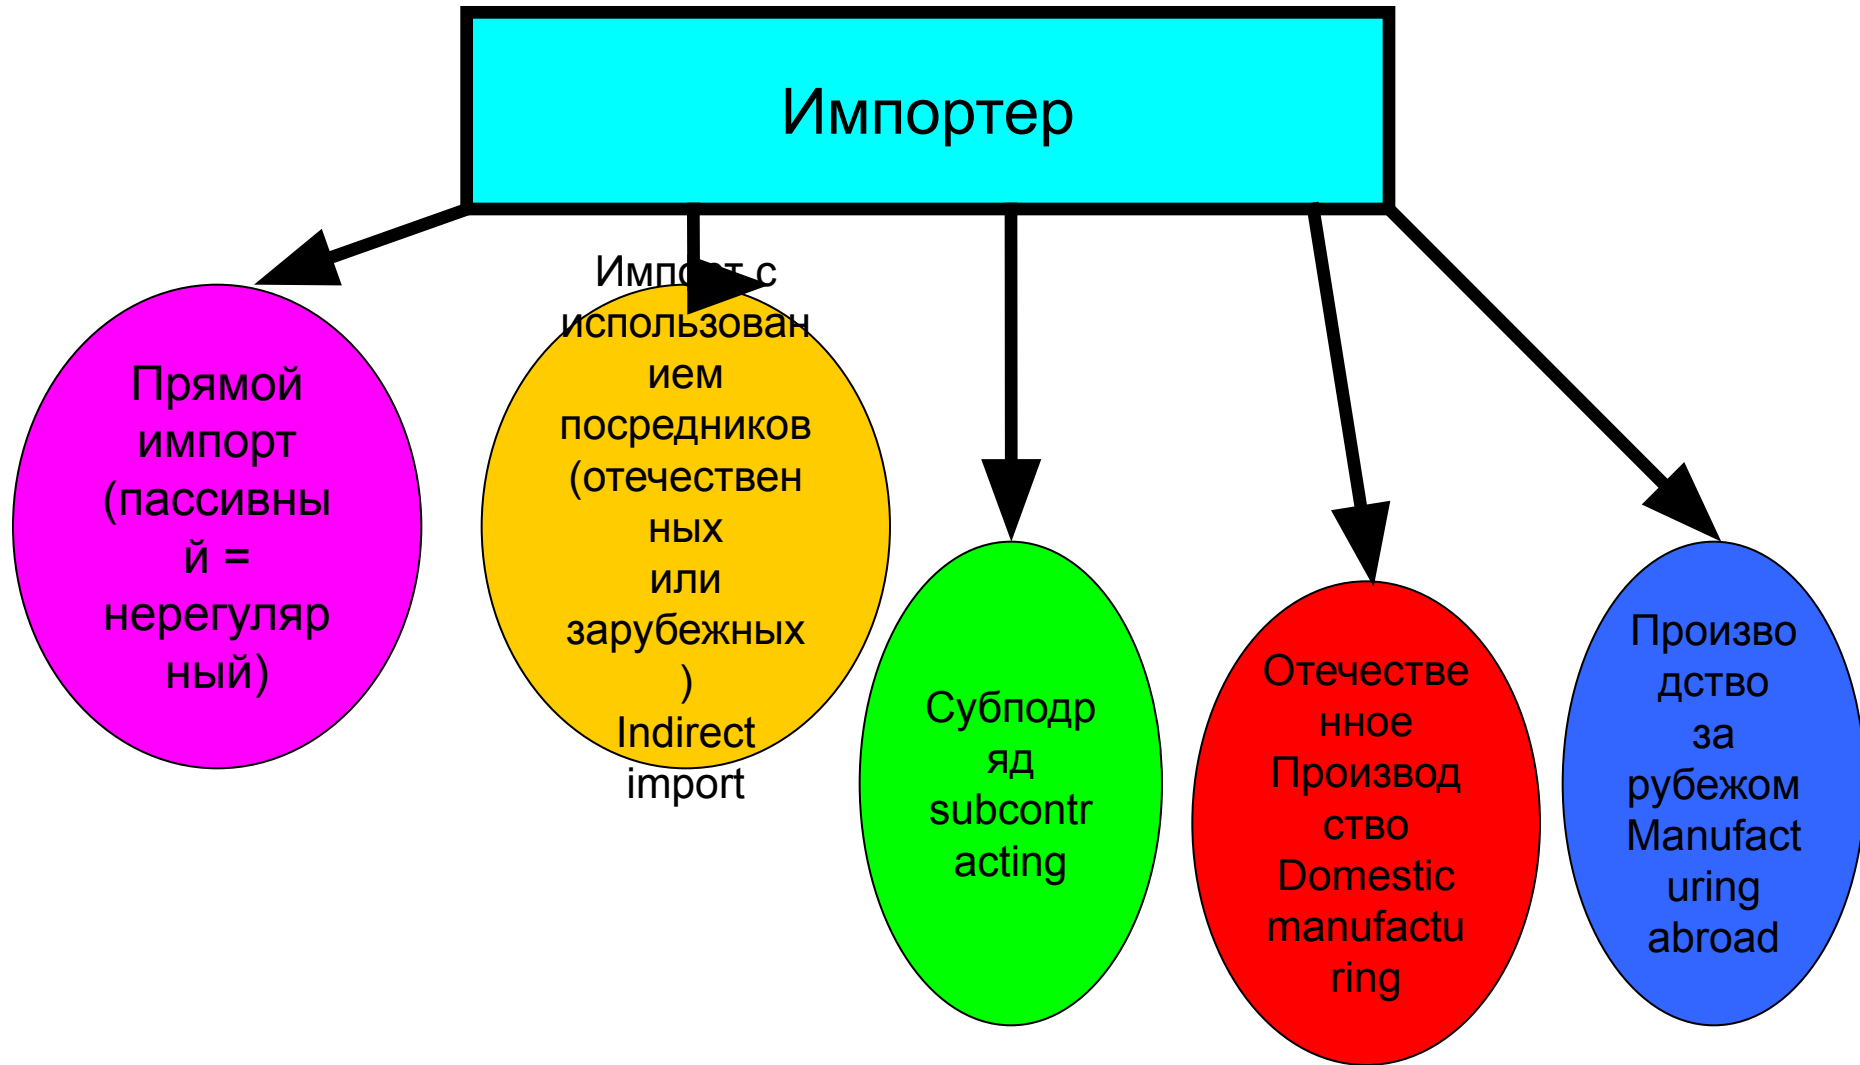 Импортер
Прямой
импорт
(пассивны
й =
нерегуляр
ный)
Импорт с
использован
ием
посредников
(отечествен
ных
или
зарубежных
)
Indirect
import
Субподр
яд
subcontr
acting
Отечестве
нное
Производ
ство
Domestic
manufactu
ring
Произво
дство
за
рубежом
Manufact
uring
abroad